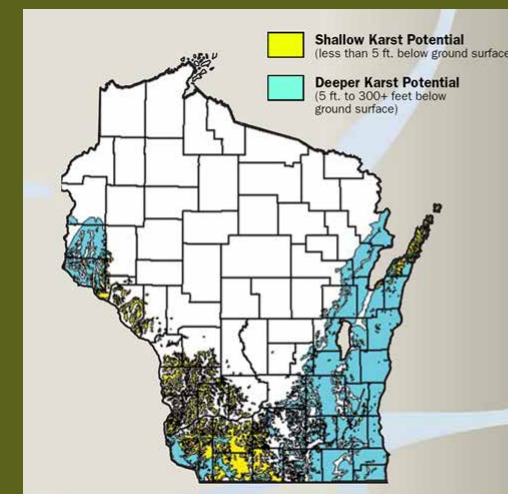 Shallow Karst Potential
(less than 5 ft. below ground surface
Deeper Karst Potential
(5 ft. to 300+ feet below
ground surface)